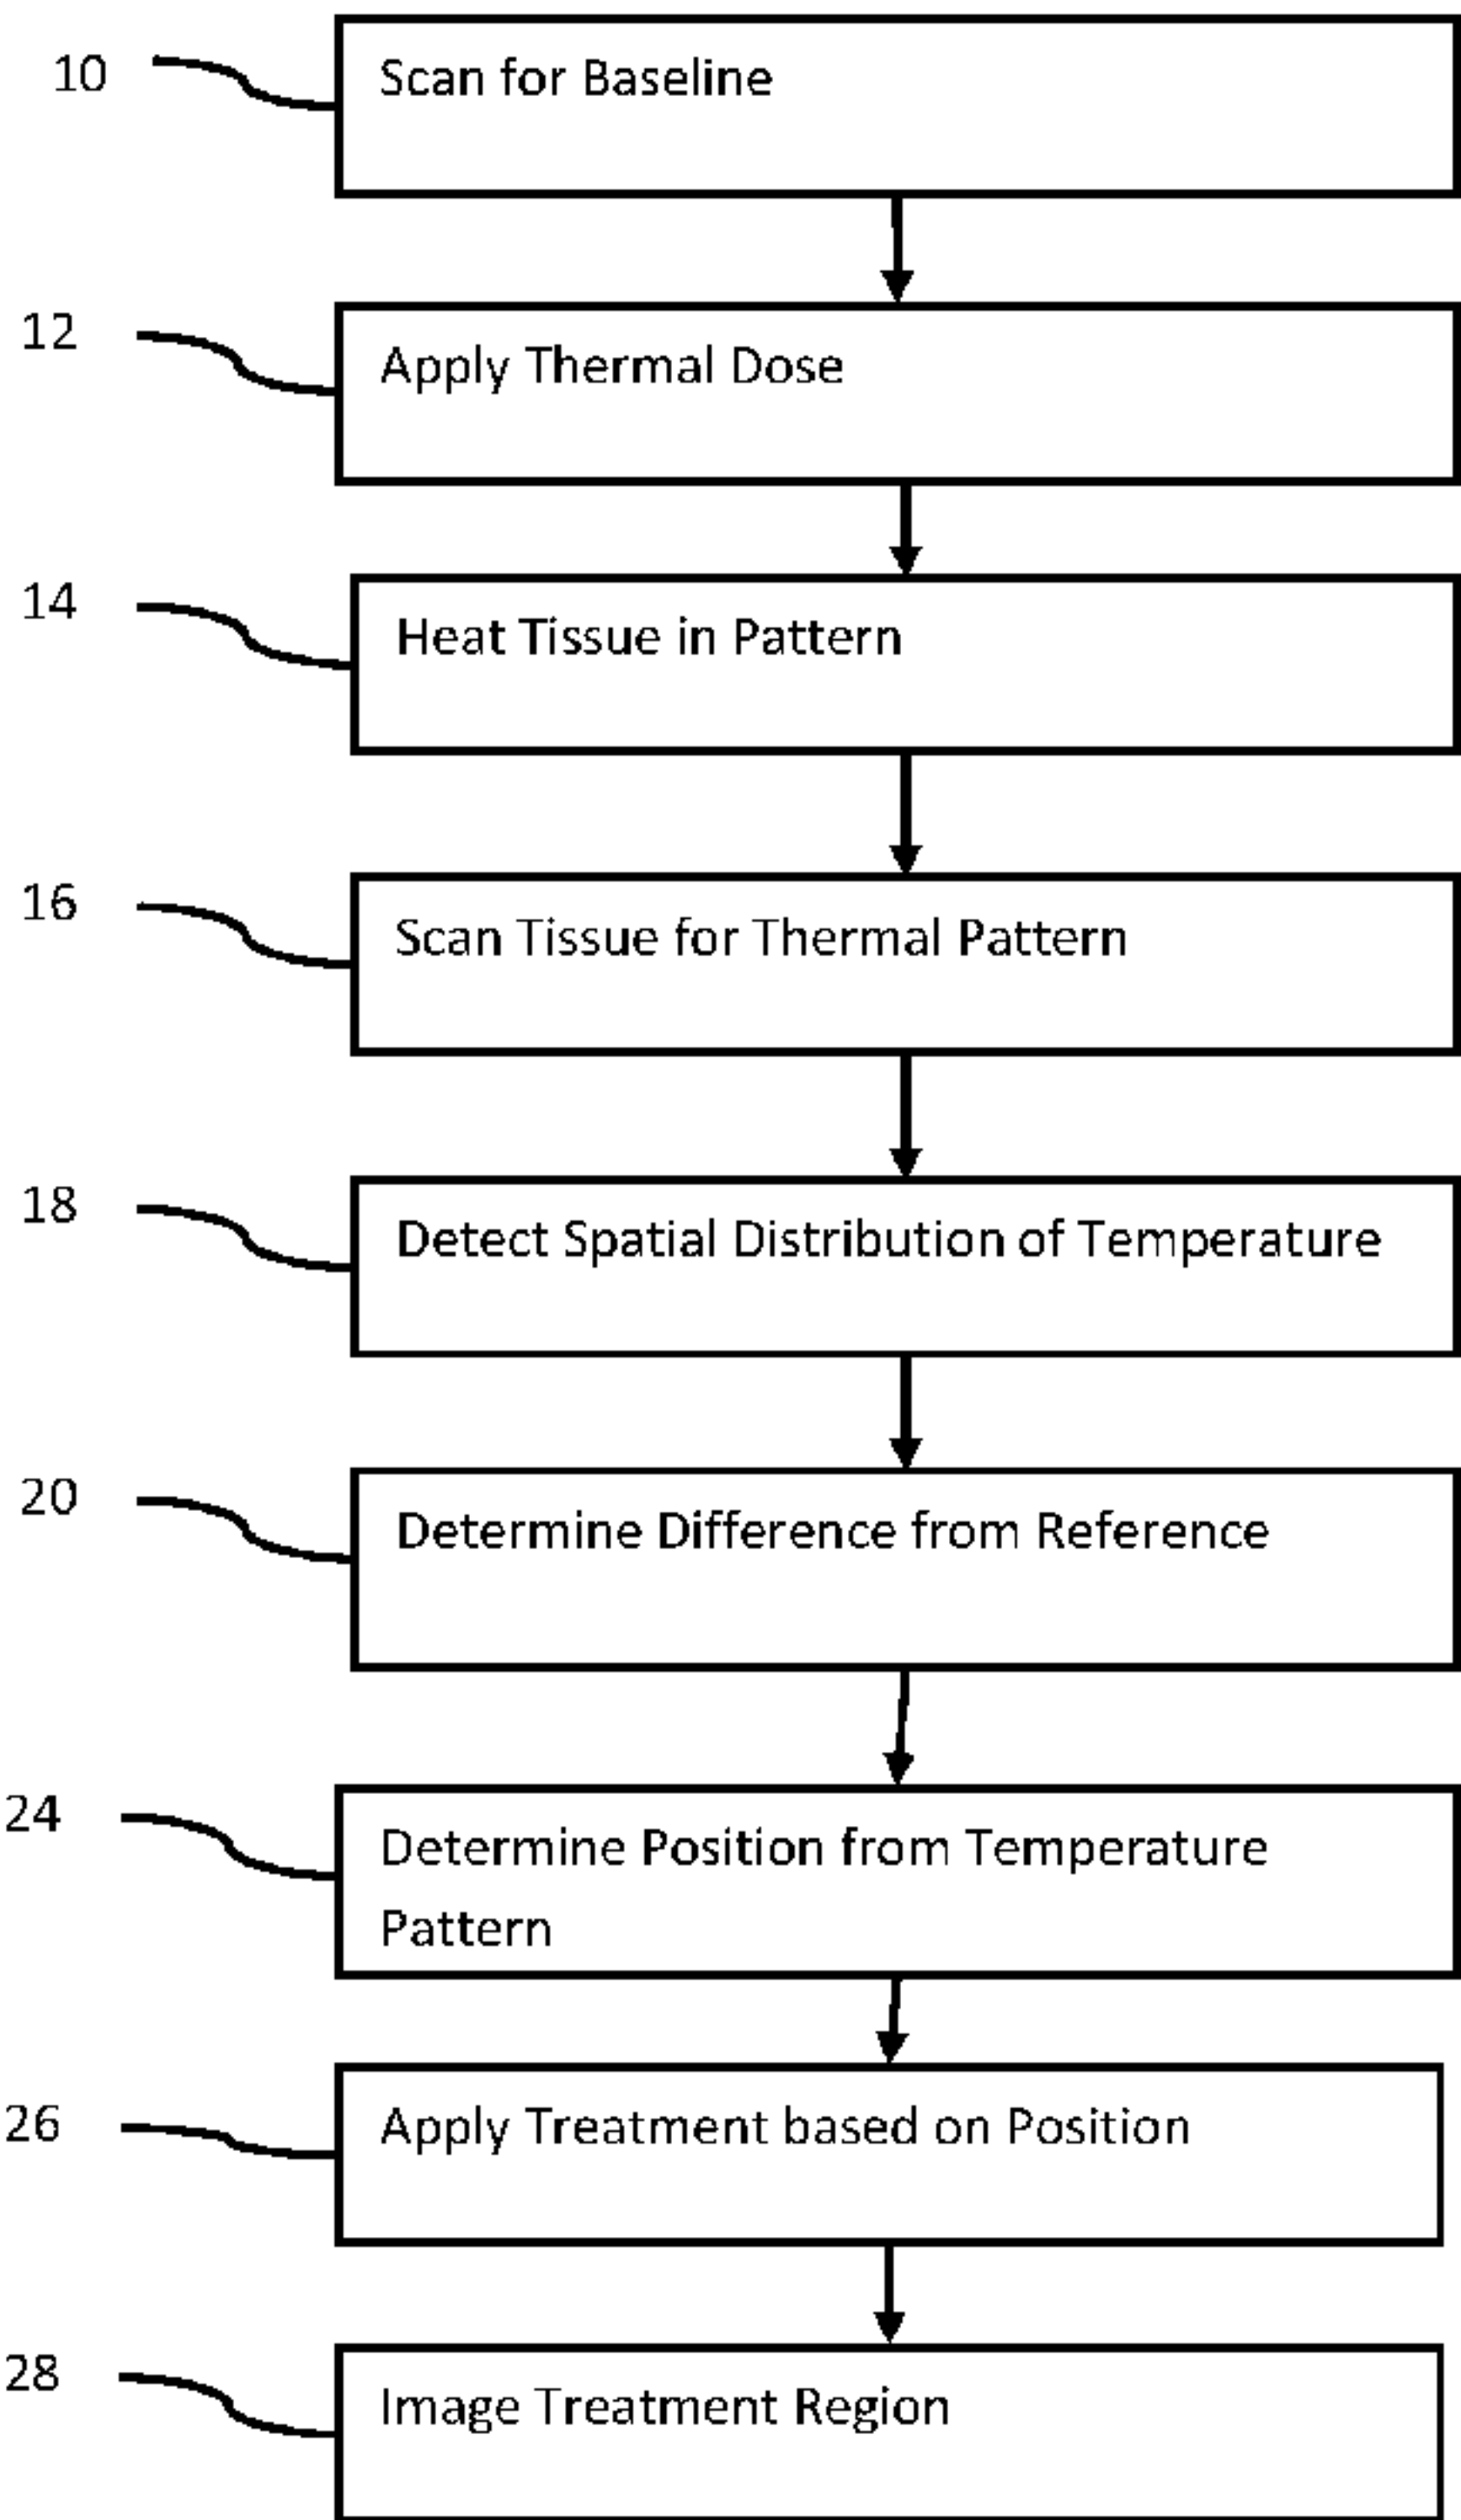 10
Scan for Baseline
12
Apply Thermal Dose
14
Heat Tissue in Pattern
16
Scan Tissue for Thermal Pattern
18
Detect Spatial Distribution of Temperature
20
Determine Difference from Reference
24
Determine Position from Temperature
Pattern
26
Apply Treatment based on Position
28
Image Treatment Region